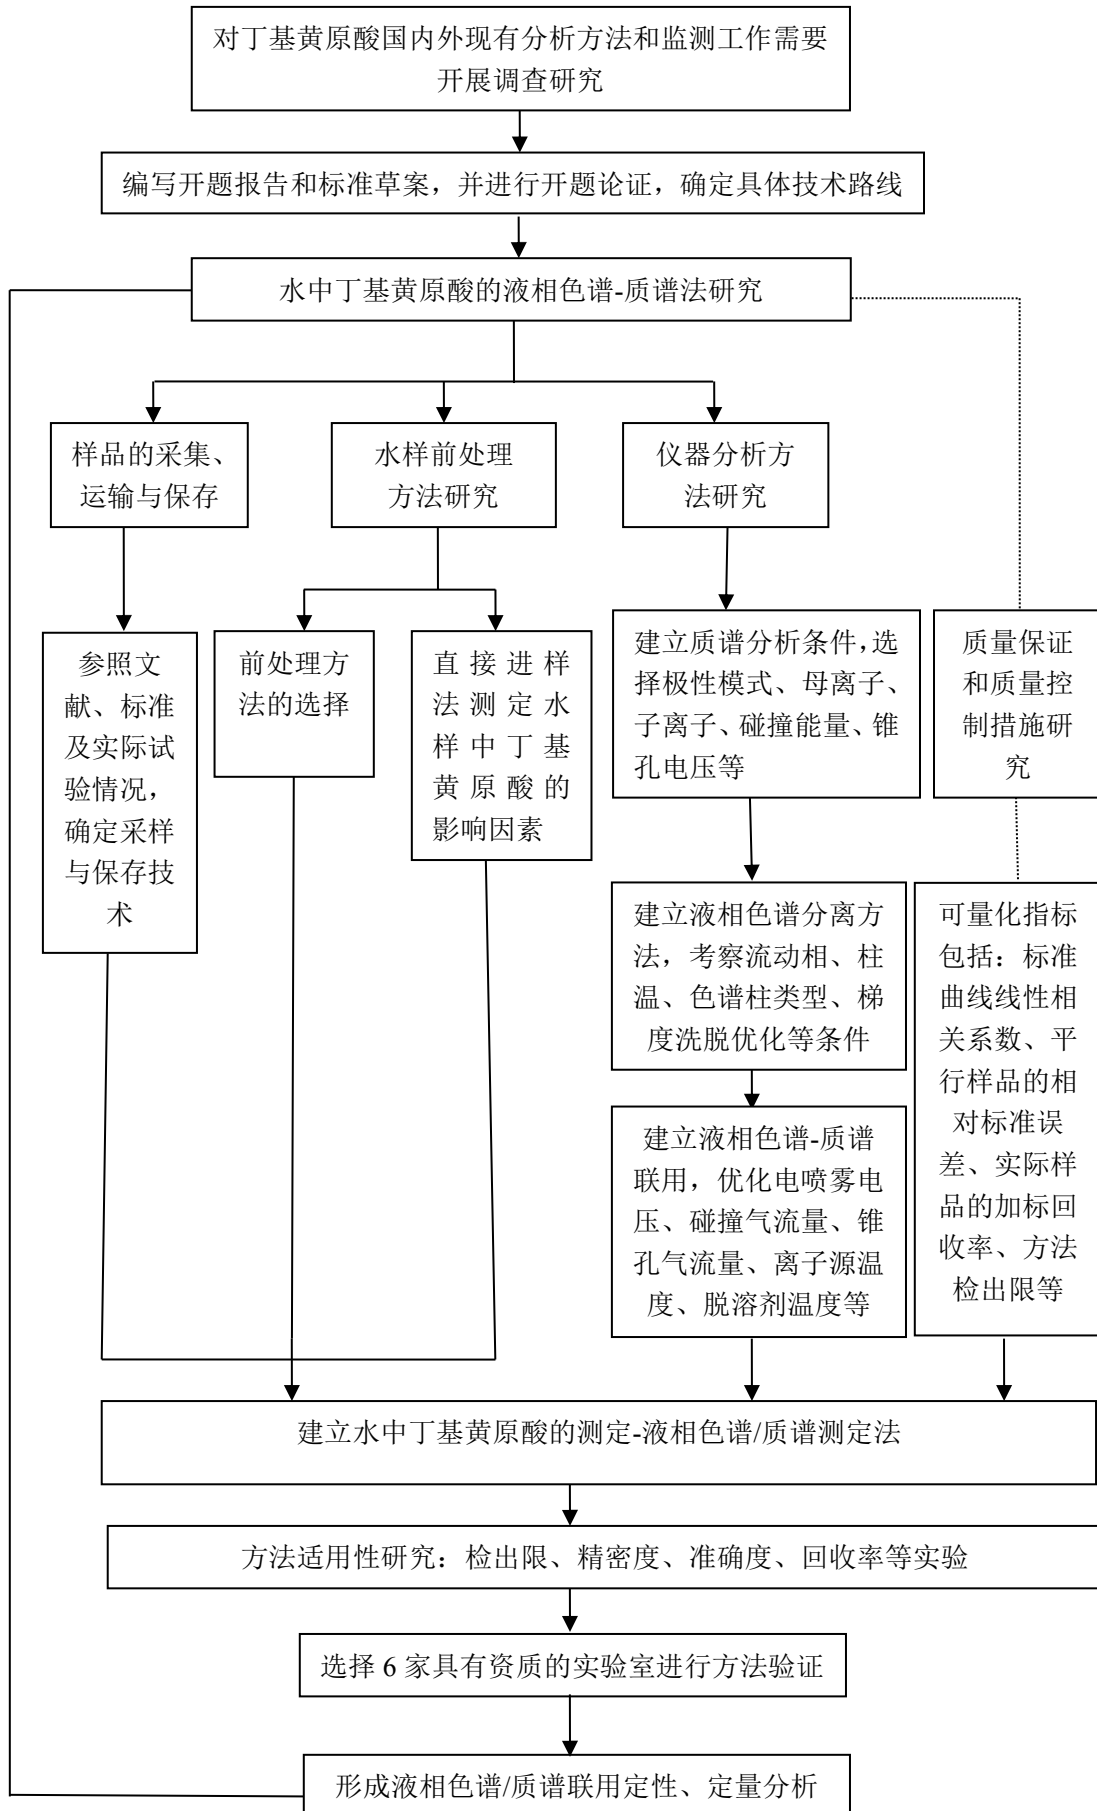 对丁基黄原酸国内外现有分析方法和监测工作需要
开展调查研究
编写开题报告和标准草案，并进行开题论证，确定具体技术路线
水中丁基黄原酸的液相色谱-质谱法研究
样品的采集、
运输与保存
水样前处理
方法研究
仪器分析方
法研究
参照文
献、标准
及实际试
验情况，
确定采样
与保存技
术
前处理方
法的选择
直接进样
法测定水
样中丁基
黄原酸的
影响因素
建立质谱分析条件，选
择极性模式、母离子、
子离子、碰撞能量、锥
孔电压等
质量保证
和质量控
制措施研
究
建立液相色谱分离方
法，考察流动相、柱
温、色谱柱类型、梯
度洗脱优化等条件
可量化指标
包括：标准
曲线线性相
关系数、平
行样品的相
对标准误
差、实际样
品的加标回
收率、方法
检出限等
建立液相色谱-质谱
联用，优化电喷雾电
压、碰撞气流量、锥
孔气流量、离子源温
度、脱溶剂温度等
建立水中丁基黄原酸的测定-液相色谱/质谱测定法
方法适用性研究：检出限、精密度、准确度、回收率等实验
选择 6 家具有资质的实验室进行方法验证
形成液相色谱/质谱联用定性、定量分析